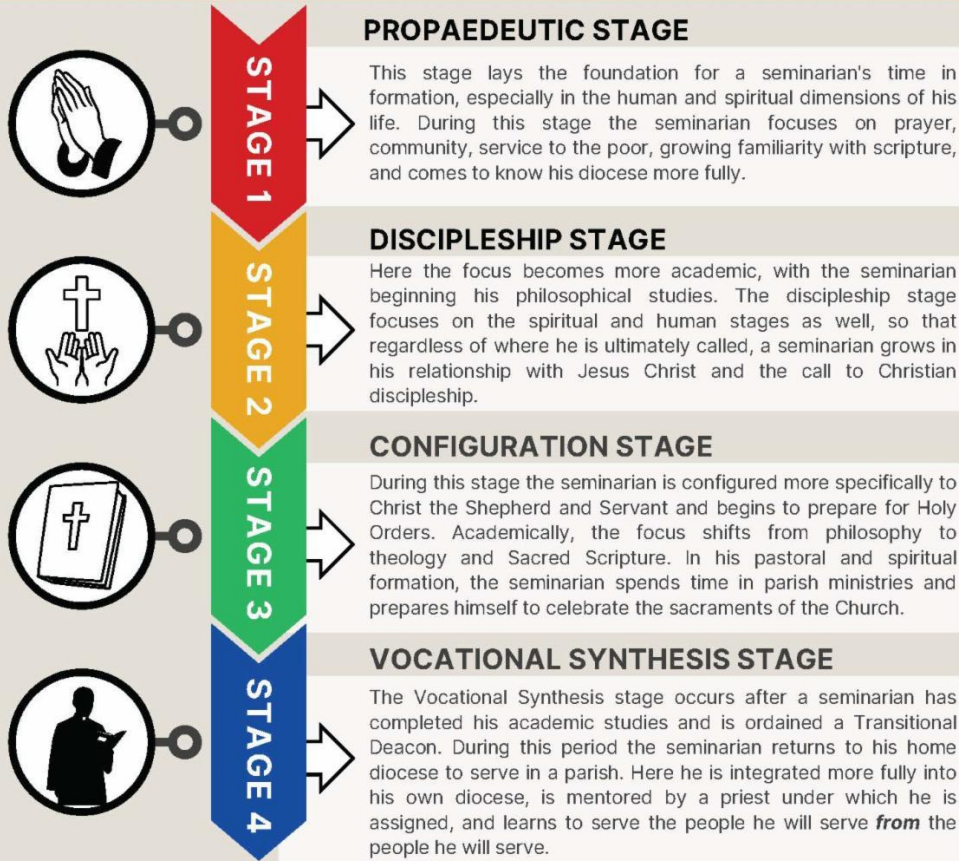 PROPAEDEUTIC STAGE
STAGE 1
This stage lays the foundation for a seminarian's time in
formation, especially in the human and spiritual dimensions of his
life. During this stage the seminarian focuses on prayer,
community, service to the poor, growing familiarity with scripture,
and comes to know his diocese more fully.
DISCIPLESHIP STAGE
STAGE 2
Here the focus becomes more academic, with the seminarian
beginning his philosophical studies. The discipleship stage
focuses on the spiritual and human stages as well, so that
regardless of where he is ultimately called, a seminarian grows in
his relationship with Jesus Christ and the call to Christian
discipleship.
CONFIGURATION STAGE
STAGE 3
During this stage the seminarian is configured more specifically to
Christ the Shepherd and Servant and begins to prepare for Holy
Orders. Academically, the focus shifts from philosophy to
theology and Sacred Scripture. In his pastoral and spiritual
formation, the seminarian spends time in parish ministries and
prepares himself to celebrate the sacraments of the Church.
VOCATIONAL SYNTHESIS STAGE
STAGE 4
The Vocational Synthesis stage occurs after a seminarian has
completed his academic studies and is ordained a Transitional
Deacon. During this period the seminarian returns to his home
diocese to serve in a parish. Here he is integrated more fully into
his own diocese, is mentored by a priest under which he is
assigned, and learns to serve the people he will serve from the
people he will serve.